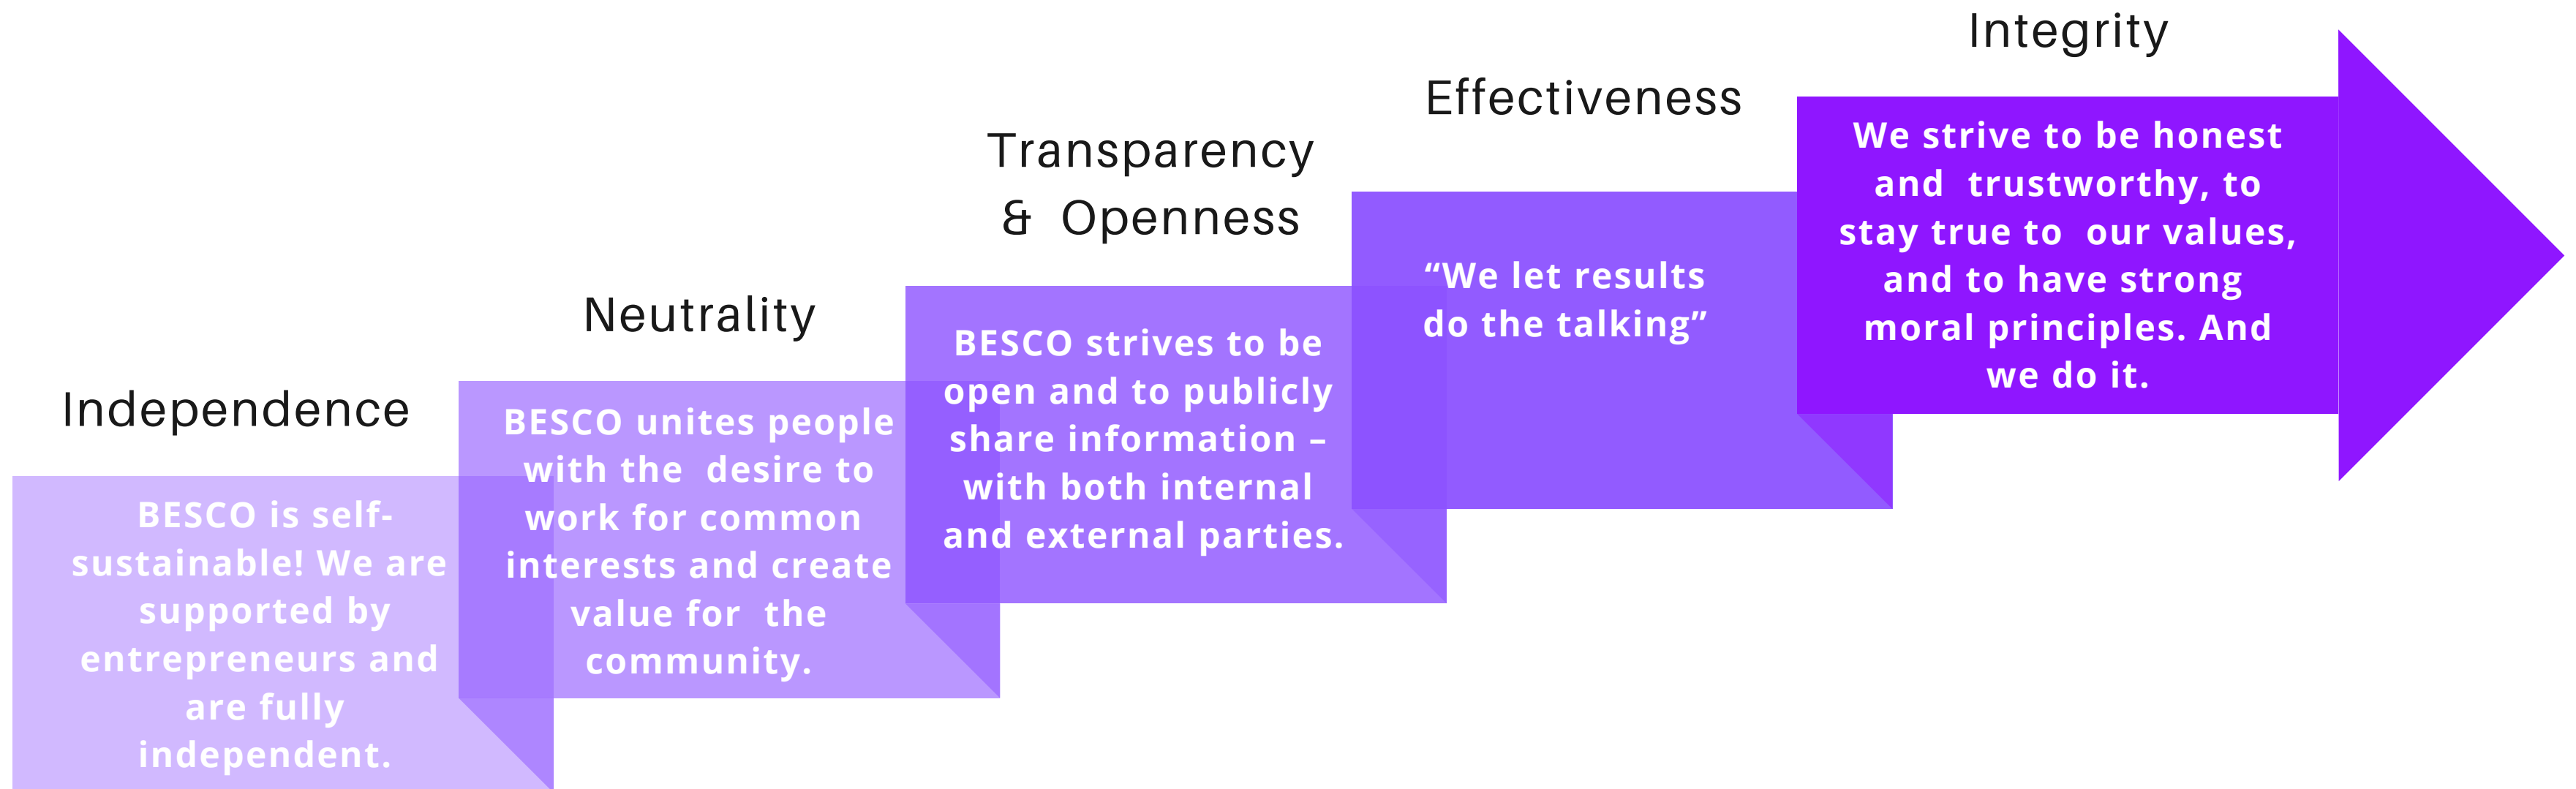 Independence
BESCO is self-
sustainable! We are
supported by
entrepreneurs and
are fully
independent.
Neutrality
BESCO unites people
with the desire to
work for common
interests and create
value for the
community.
Transparency
& Openness
BESCO strives to be
open and to publicly
share information –
with both internal
and external parties.
Effectiveness
“We let results
do the talking”
Integrity
We strive to be honest
and trustworthy, to
stay true to our values,
and to have strong
moral principles. And
we do it.